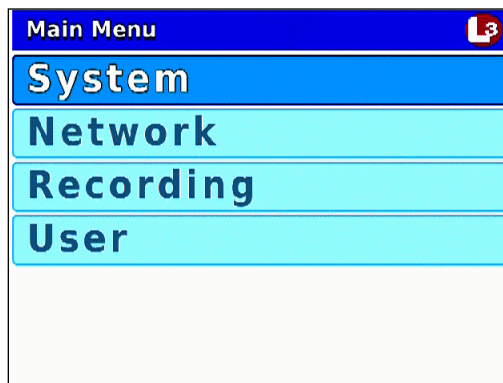 Main Menu
L3
System
Network
Recording
User